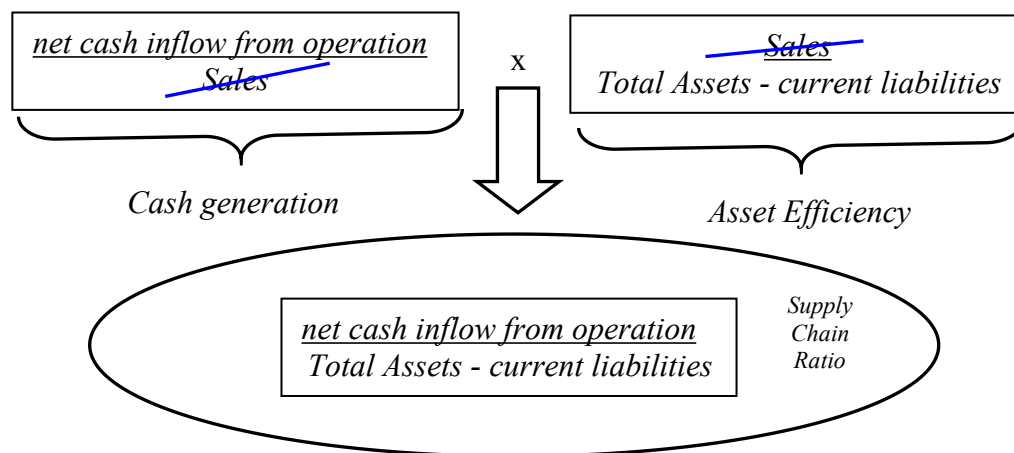 net cash inflow from operation
Sales
x
Sales
Total Assets - current liabilities
Cash generation
Asset Efficiency
net cash inflow from operation
Total Assets - current liabilities
Supply
Chain
Ratio